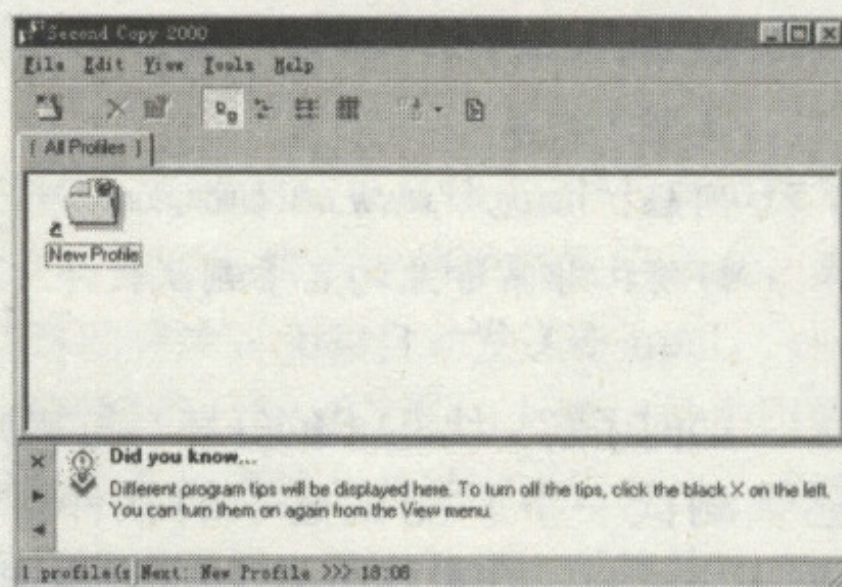 Second Copy 2000
File Edit View Tools Help
[ All Profiles ]
New Profile
Did you know...
Different program tips will be displayed here. To turn off the tips, click the black X on the left.
You can turn them on again from the View menu.
1 profile(s Next: New Profile >>> 18:06